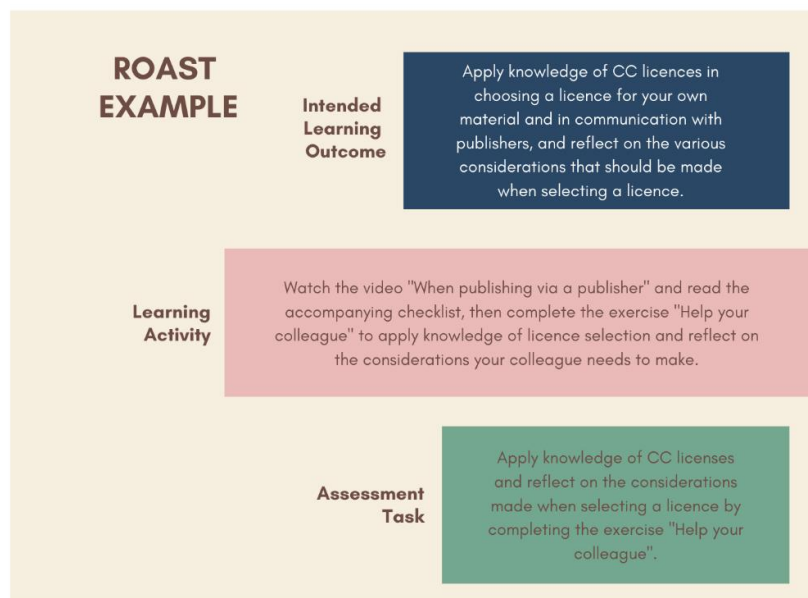 ROAST
EXAMPLE
Intended
Learning
Outcome
Apply knowledge of CC licences in
choosing a licence for your own
material and in communication with
publishers, and reflect on the various
considerations that should be made
when selecting a licence.
Learning
Activity
Watch the video "When publishing via a publisher" and read the
accompanying checklist, then complete the exercise "Help your
colleague" to apply knowledge of licence selection and reflect on
the considerations your colleague needs to make.
Assessment
Task
Apply knowledge of CC licenses
and reflect on the considerations
made when selecting a licence by
completing the exercise "Help your
colleague".